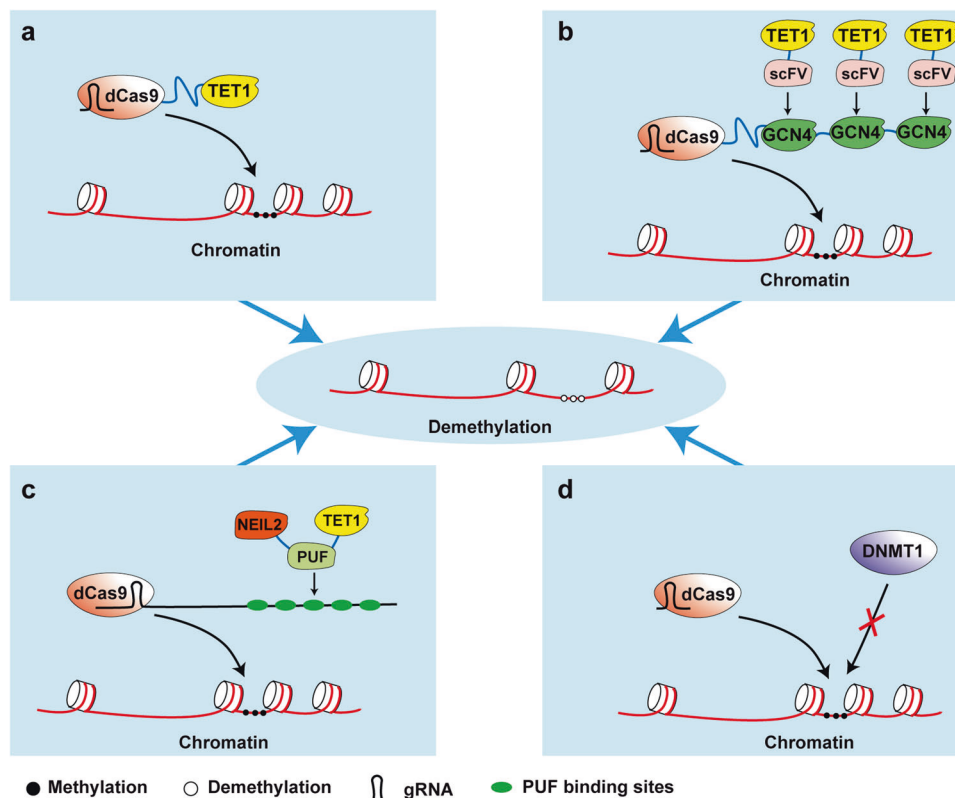 a
dCas9
TET1
Chromatin
b
TET1 TET1 TET1
scFV scFV scFV
dCas9
GCN4 GCN4 GCN4
Chromatin
Demethylation
c
NEIL2
TET1
PUF
dCas9
Chromatin
d
DNMT1
dCas9
Chromatin
Methylation
Demethylation
gRNA
PUF binding sites